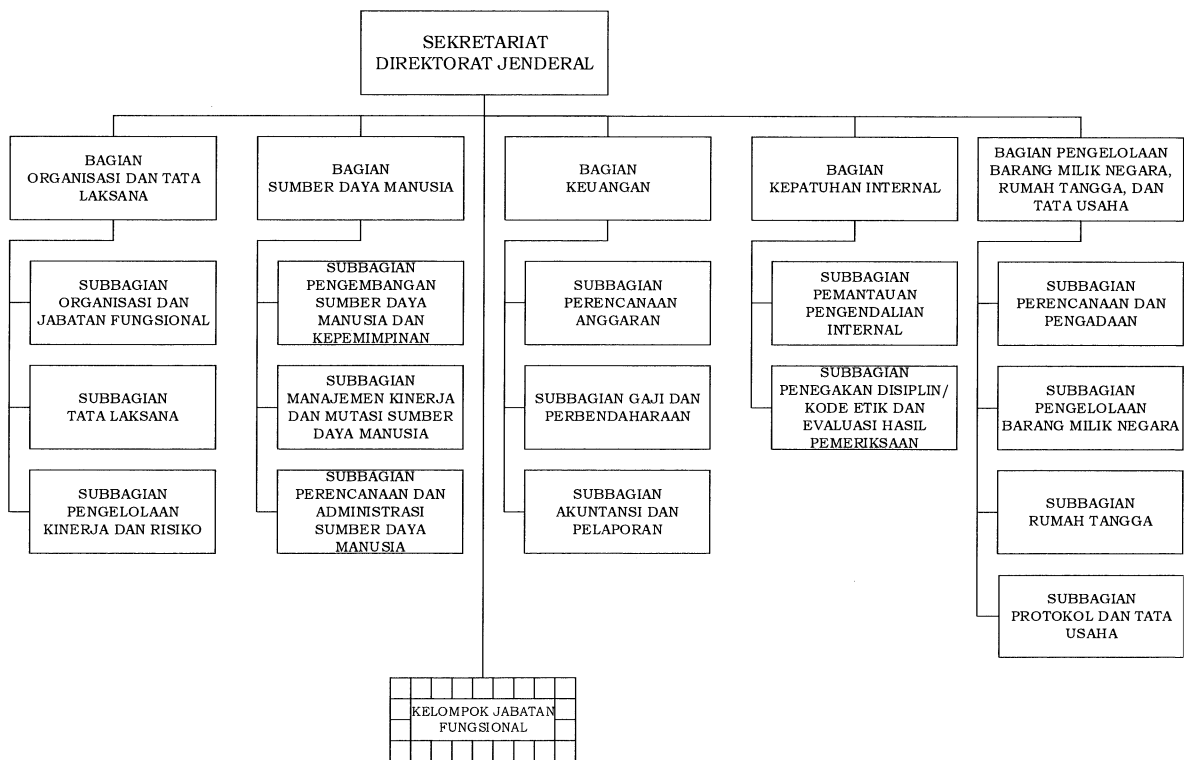 SEKRETARIAT
DIREKTORAT JENDERAL
BAGIAN
ORGANISASI DAN TATA
LAKSANA
BAGIAN
SUMBER DAYA MANUSIA
BAGIAN
KEUANGAN
BAGIAN
KEPATUHAN INTERNAL
BAGIAN PENGELOLAAN
BARANG MILIK NEGARA,
RUMAH TANGGA, DAN
TATA USAHA
SUBBAGIAN
ORGANISASI DAN
JABATAN FUNGSIONAL
SUBBAGIAN
PENGEMBANGAN
SUMBER DAYA
MANUSIA DAN
KEPEMIMPINAN
SUBBAGIAN
PERENCANAAN
ANGGARAN
SUBBAGIAN
PEMANTAUAN
PENGENDALIAN
INTERNAL
SUBBAGIAN
PERENCANAAN DAN
PENGADAAN
SUBBAGIAN
TATA LAKSANA
SUBBAGIAN
MANAJEMEN KINERJA
DAN MUTASI SUMBER
DAYA MANUSIA
SUBBAGIAN GAJI DAN
PERBENDAHARAAN
SUBBAGIAN
PENEGAKAN DISIPLIN/
KODE ETIK DAN
EVALUASI HASIL
PEMERIKSAAN
SUBBAGIAN
PENGELOLAAN
BARANG MILIK NEGARA
SUBBAGIAN
PENGELOLAAN
KINERJA DAN RISIKO
SUBBAGIAN
PERENCANAAN DAN
ADMINISTRASI
SUMBER DAYA
MANUSIA
SUBBAGIAN
AKUNTANSI DAN
PELAPORAN
SUBBAGIAN
RUMAH TANGGA
SUBBAGIAN
PROTOKOL DAN TATA
USAHA
KELOMPOK JABATAN
FUNGSIONAL